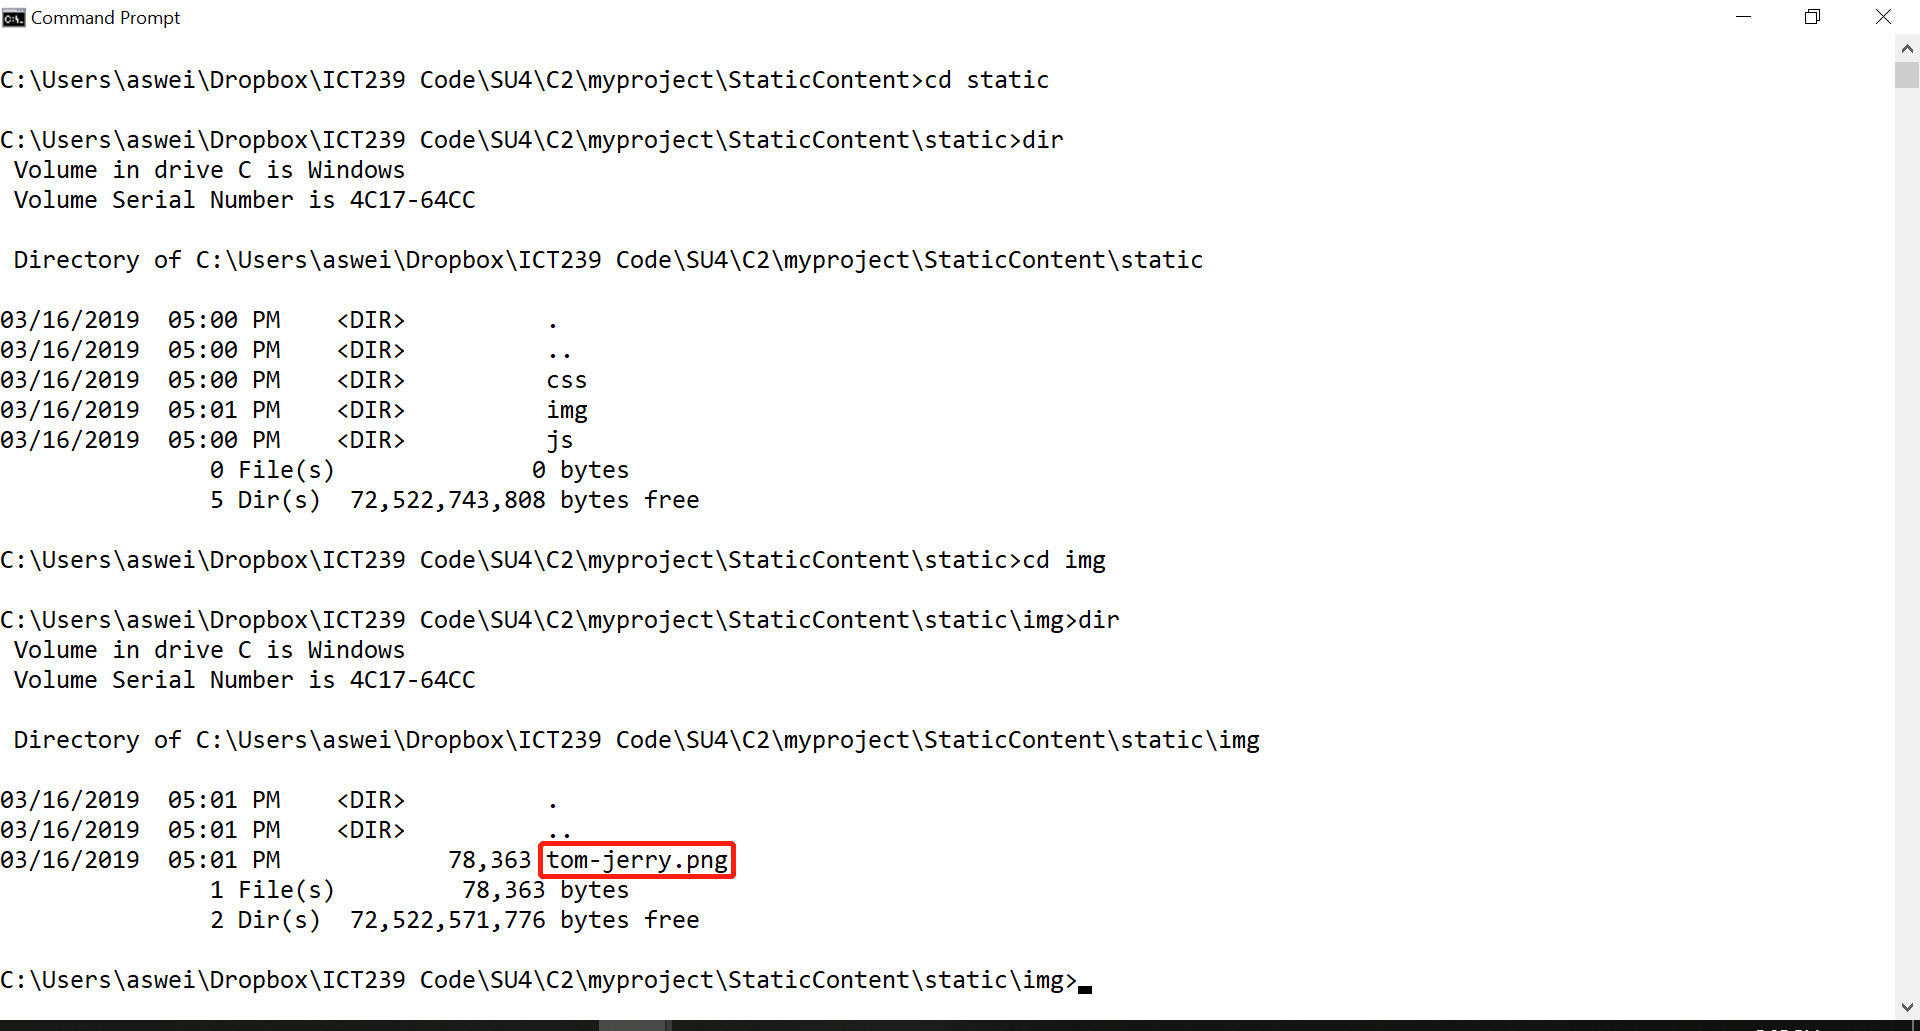 Command Prompt
C:\Users\aswei\Dropbox\ICT239 Code\SU4\C2\myproject\StaticContent>cd static
C:\Users\aswei\Dropbox\ICT239 Code\SU4\C2\myproject\StaticContent\static>dir
Volume in drive C is Windows
Volume Serial Number is 4C17-64CC
Directory of C:\Users\aswei\Dropbox\ICT239 Code\SU4\C2\myproject\StaticContent\static
03/16/2019  05:00 PM    <DIR>          .
03/16/2019  05:00 PM    <DIR>          ..
03/16/2019  05:00 PM    <DIR>          css
03/16/2019  05:01 PM    <DIR>          img
03/16/2019  05:00 PM    <DIR>          js
0 File(s)              0 bytes
5 Dir(s)  72,522,743,808 bytes free
C:\Users\aswei\Dropbox\ICT239 Code\SU4\C2\myproject\StaticContent\static>cd img
C:\Users\aswei\Dropbox\ICT239 Code\SU4\C2\myproject\StaticContent\static\img>dir
Volume in drive C is Windows
Volume Serial Number is 4C17-64CC
Directory of C:\Users\aswei\Dropbox\ICT239 Code\SU4\C2\myproject\StaticContent\static\img
03/16/2019  05:01 PM    <DIR>          .
03/16/2019  05:01 PM    <DIR>          ..
03/16/2019  05:01 PM            78,363 tom-jerry.png
1 File(s)         78,363 bytes
2 Dir(s)  72,522,571,776 bytes free
C:\Users\aswei\Dropbox\ICT239 Code\SU4\C2\myproject\StaticContent\static\img>